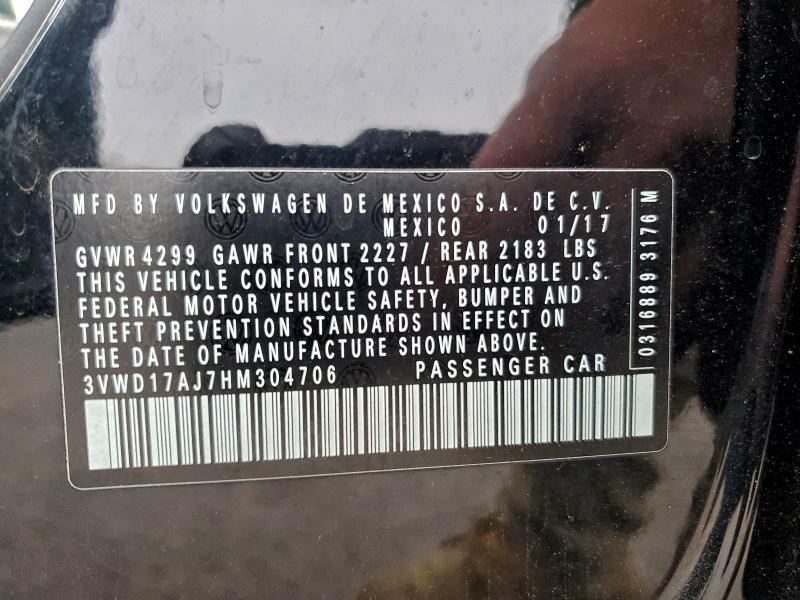 MFD BY VOLKSWAGEN DE MEXICO S.A. DE C.V.
MEXICO 01/17
GVWR 4299 GAWR FRONT 2227 / REAR 2183 LBS
THIS VEHICLE CONFORMS TO ALL APPLICABLE U.S.
FEDERAL MOTOR VEHICLE SAFETY, BUMPER AND
THEFT PREVENTION STANDARDS IN EFFECT ON
THE DATE OF MANUFACTURE SHOWN ABOVE.
3VWD17AJ7HM304706 PASSENGER CAR
0316889 3176 M